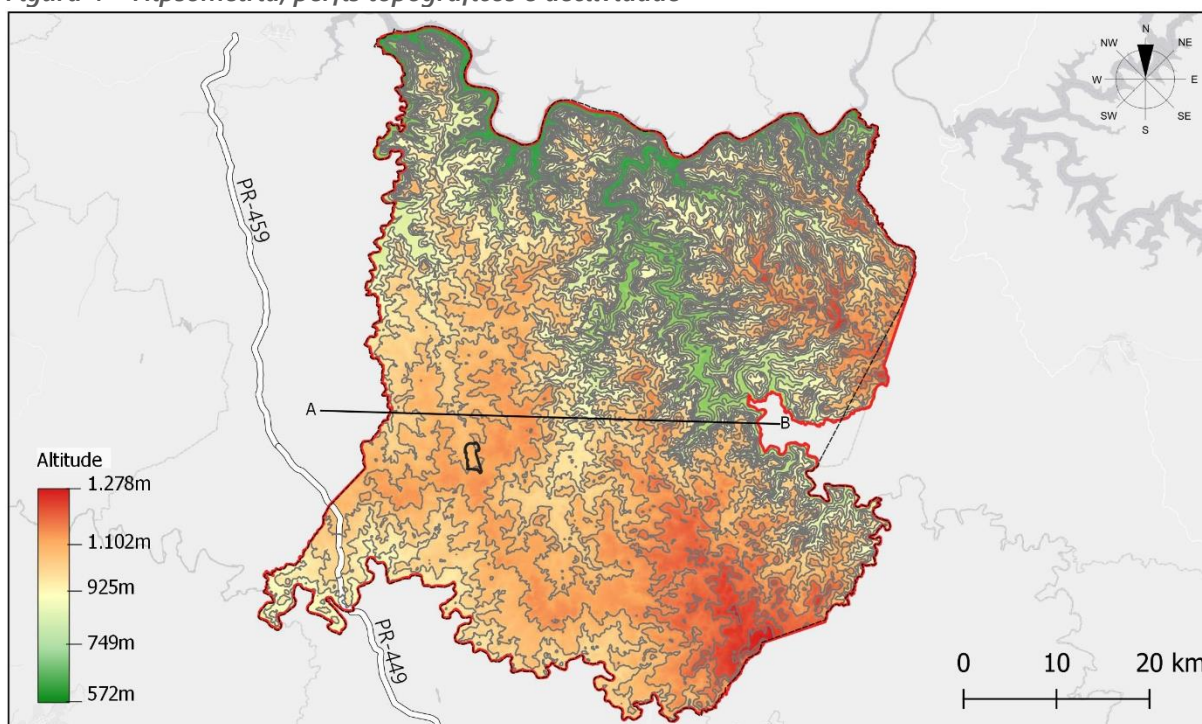 Figura 4 – Hipsometria, perfis topográficos e declividade
N
NW
NE
W
E
SW
SE
S
PR-459
A
B
Altitude
1.278m
1.102m
925m
749m
572m
PR-449
0
10
20 km